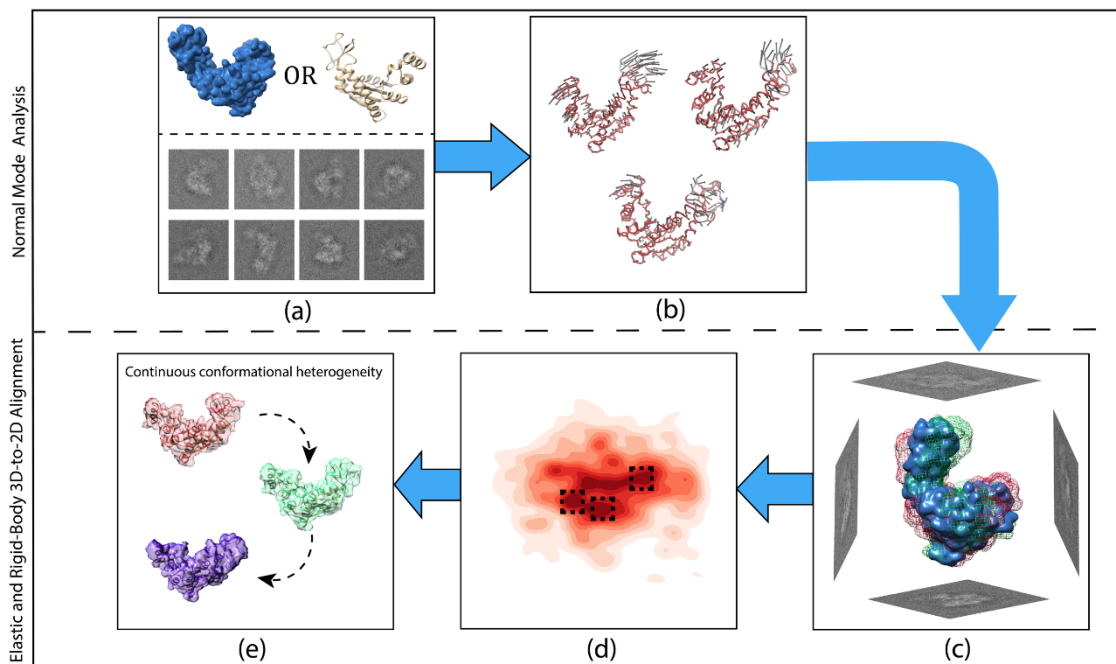 Normal Mode Analysis
OR
(a)
(b)
Elastic and Rigid-Body 3D-to-2D Alignment
Continuous conformational heterogeneity
(e)
(d)
(c)